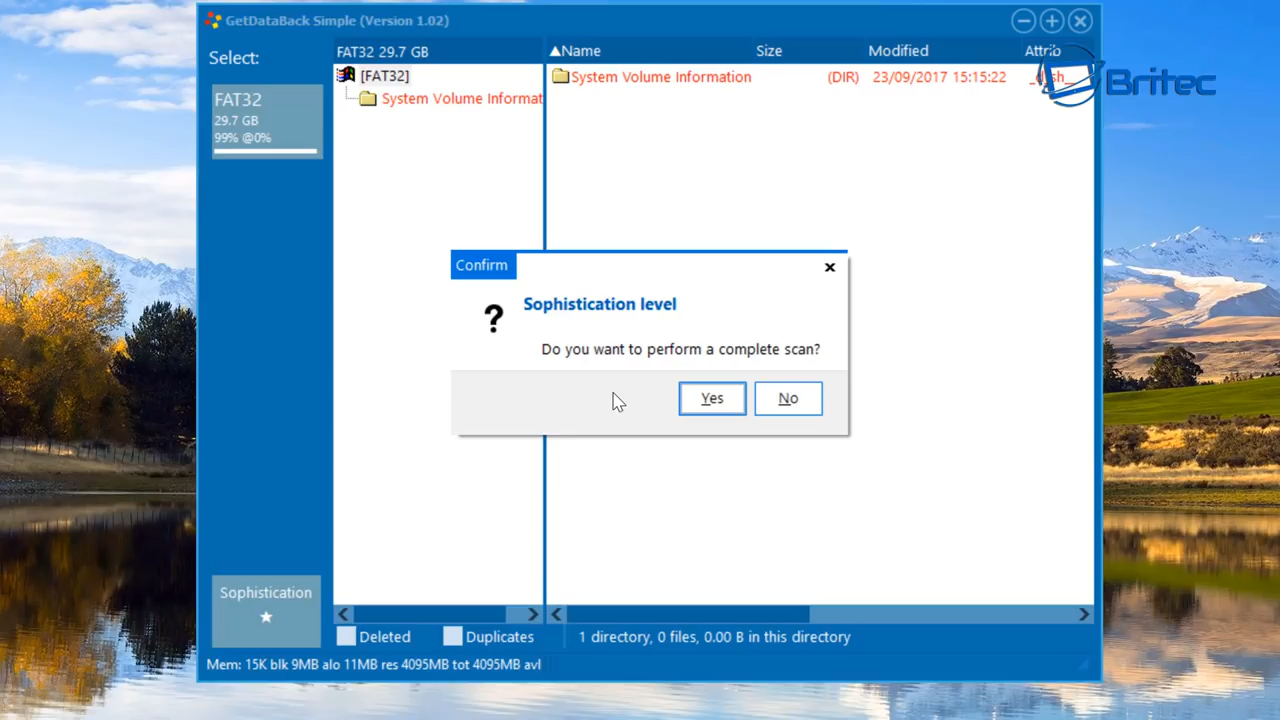 GetDataBack Simple (Version 1.02)
Select:
FAT32
29.7 GB
99% @0%
Sophistication
FAT32 29.7 GB
[FAT32]
System Volume Informat
Name Size Modified Attrib
System Volume Information (DIR) 23/09/2017 15:15:22
Britec
Confirm
Sophistication level
Do you want to perform a complete scan?
Yes No
Deleted Duplicates 1 directory, 0 files, 0.00 B in this directory
Mem: 15K blk 9MB alo 11MB res 4095MB tot 4095MB avl